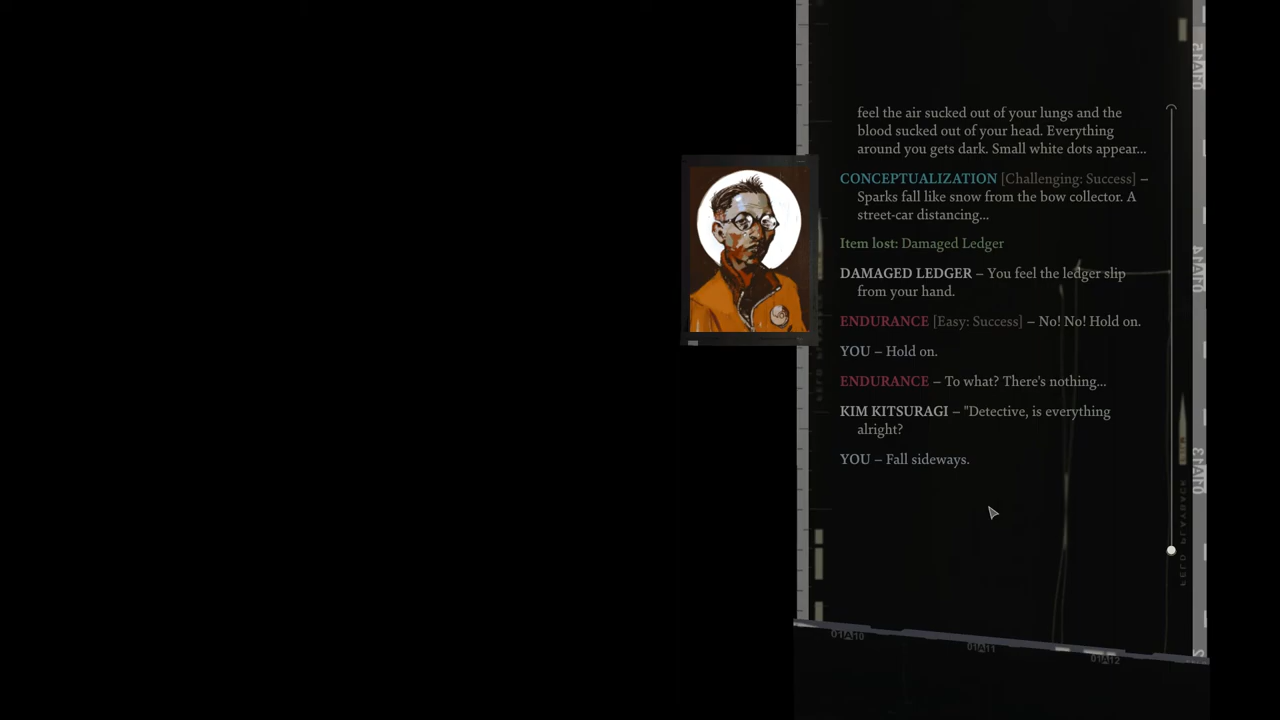 feel the air sucked out of your lungs and the
blood sucked out of your head. Everything
around you gets dark. Small white dots appear...
CONCEPTUALIZATION [Challenging: Success] –
Sparks fall like snow from the bow collector. A
street-car distancing...
Item lost: Damaged Ledger
DAMAGED LEDGER – You feel the ledger slip
from your hand.
ENDURANCE [Easy: Success] – No! No! Hold on.
YOU – Hold on.
ENDURANCE – To what? There's nothing...
KIM KITSURAGI – "Detective, is everything
alright?
YOU – Fall sideways.
01A10
01A11
01A12